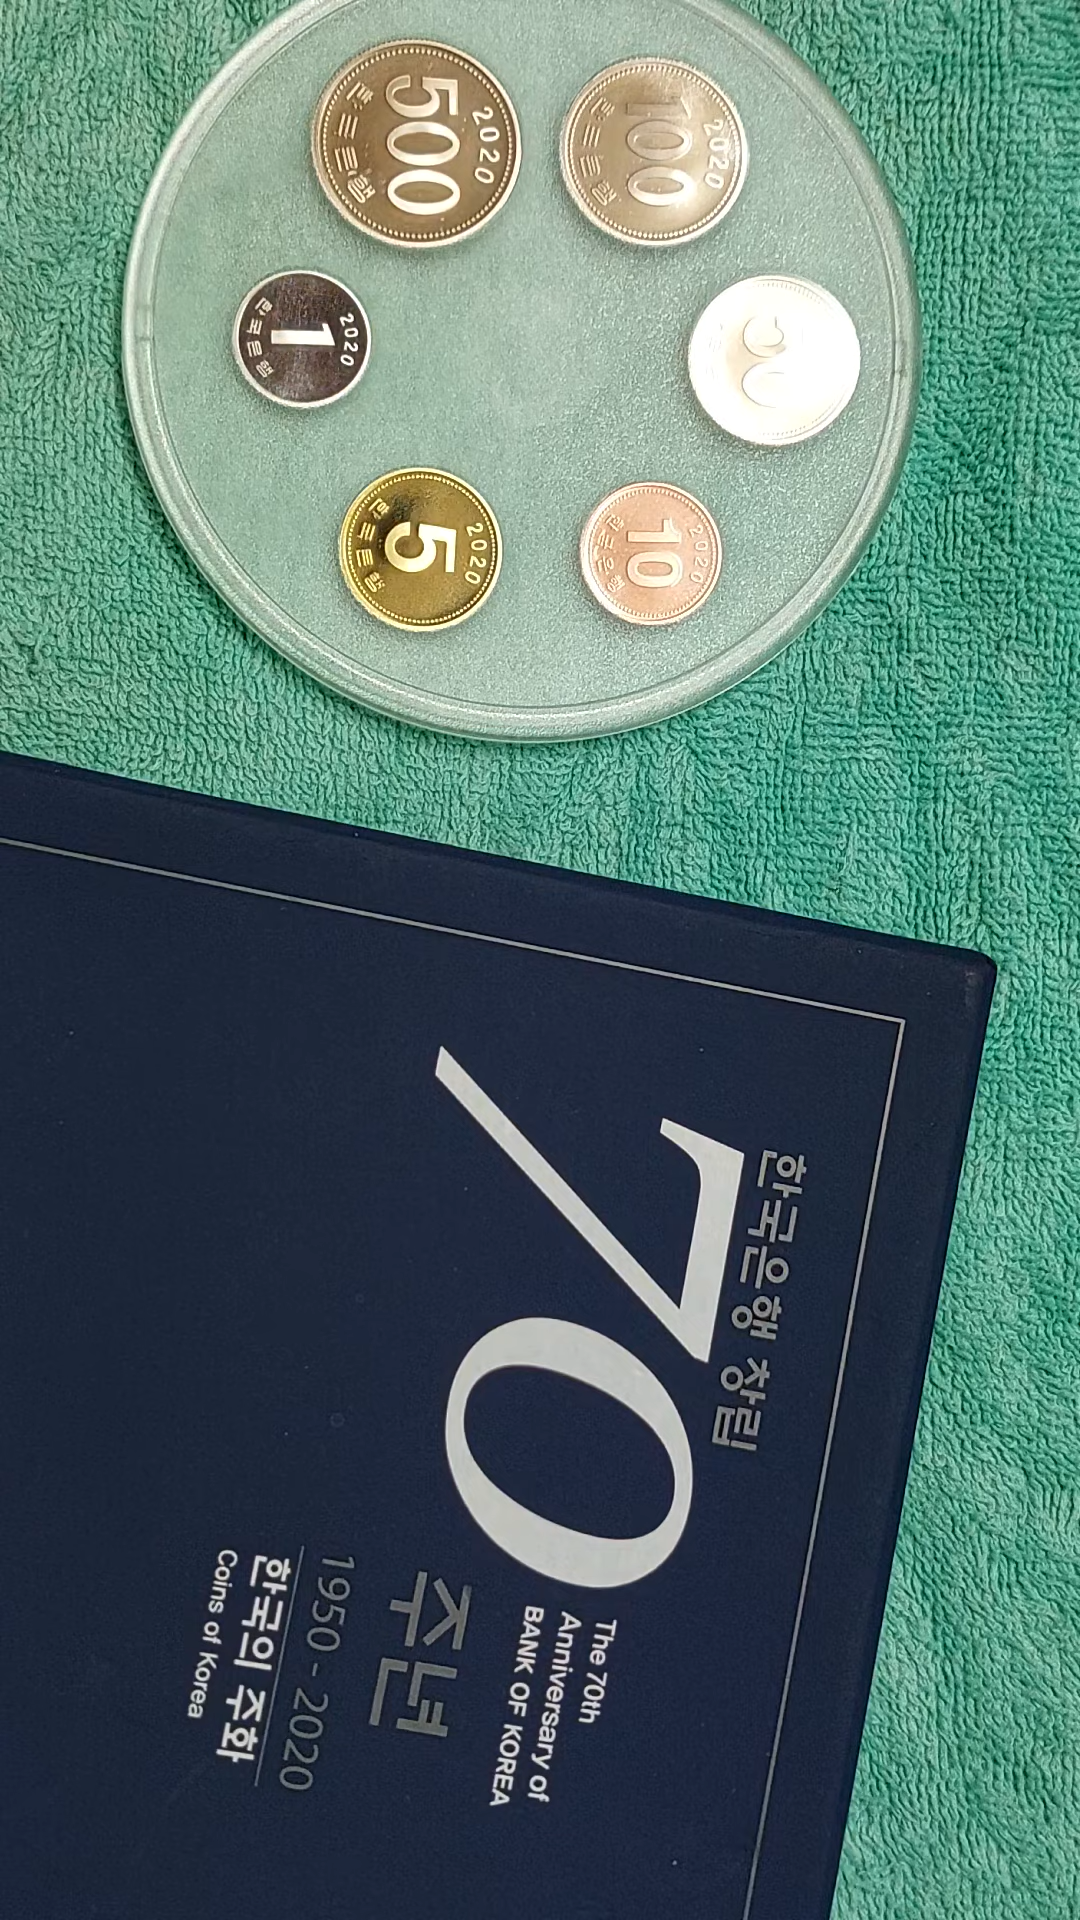 2020
500
한국은행
2020
100
한국은행
2020
1
한국은행
50
2020
5
한국은행
2020
10
한국은행
한국은행 창립
70
The 70th
Anniversary of
BANK OF KOREA
주년
1950 - 2020
한국의 주화
Coins of Korea